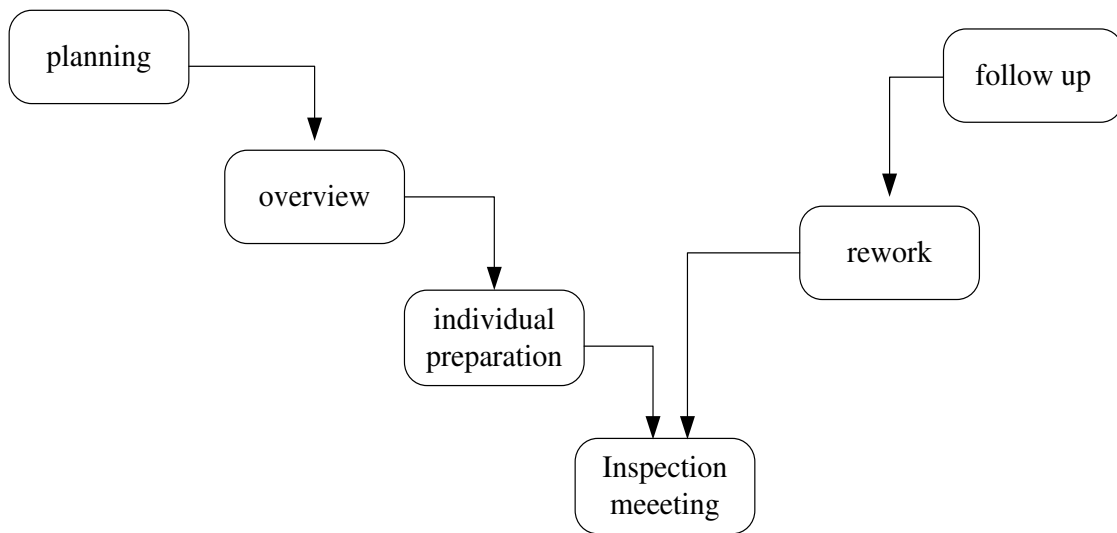 planning
follow up
overview
rework
individual
preparation
Inspection
meeeting